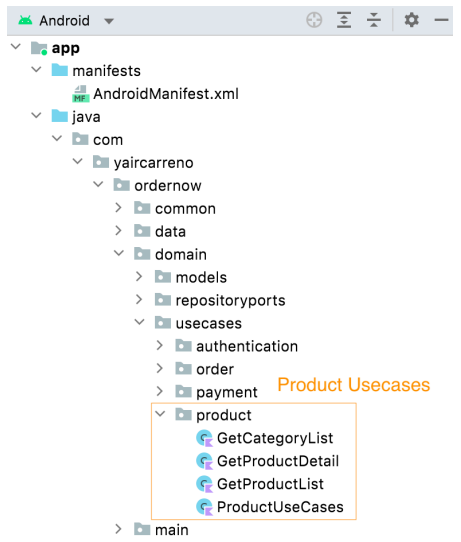 Android
app
manifests
MF AndroidManifest.xml
java
com
yaircarreno
ordernow
common
data
domain
models
repositoryports
usecases
authentication
order
payment
Product Usecases
product
GetCategoryList
GetProductDetail
GetProductList
ProductUseCases
main